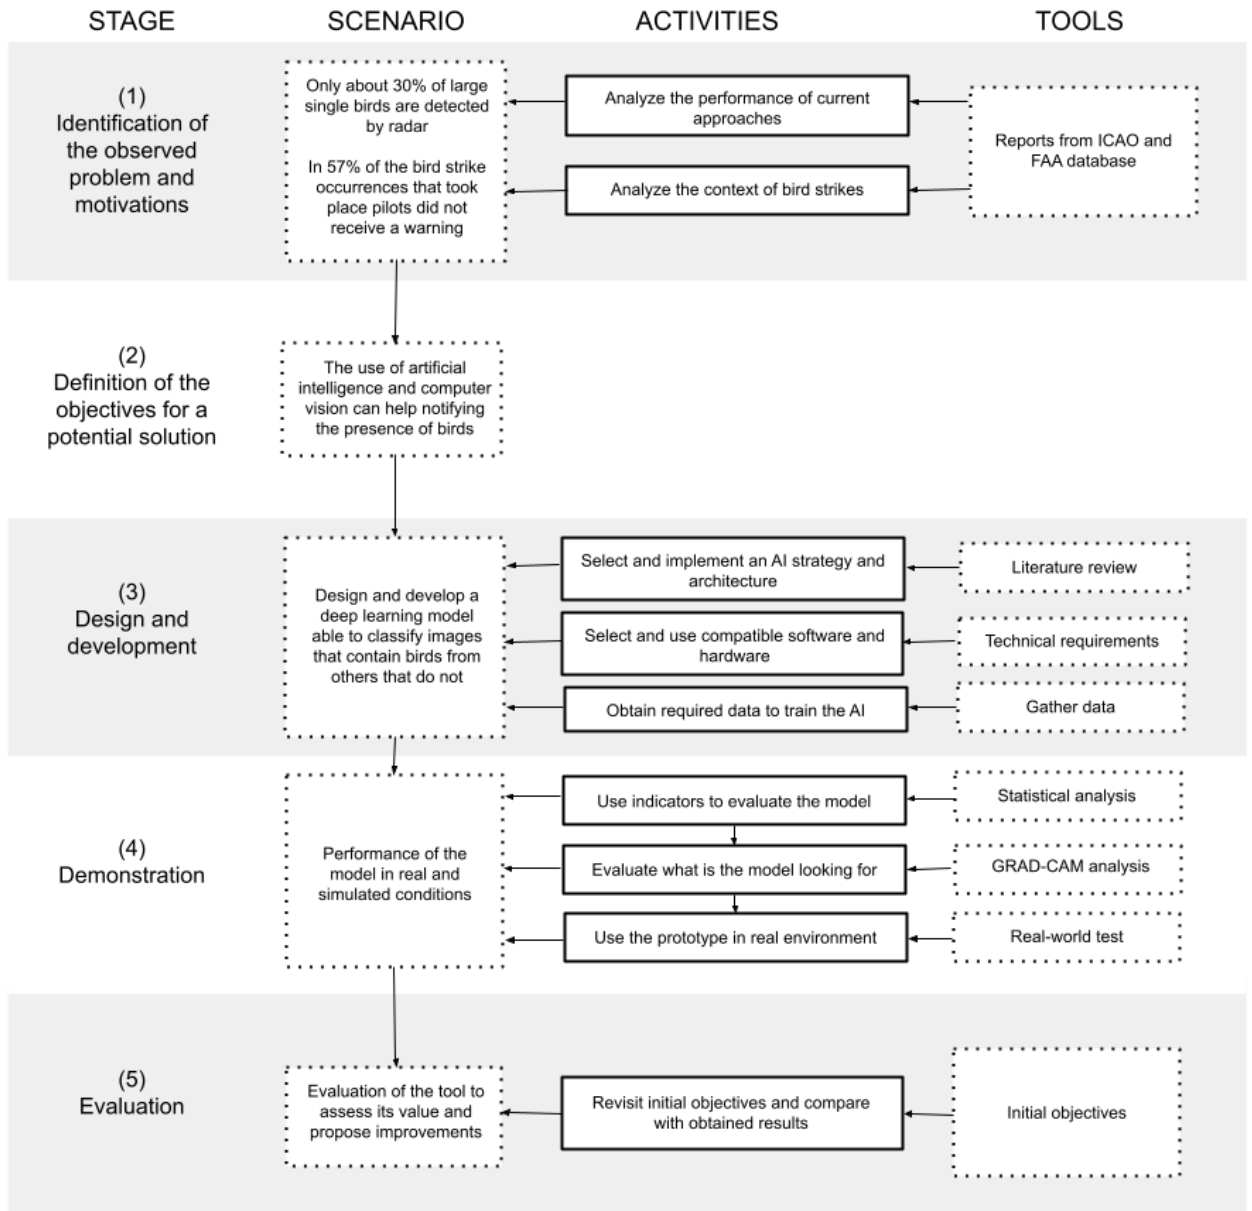 STAGE
SCENARIO
ACTIVITIES
TOOLS
(1)
Identification of
the observed
problem and
motivations
Only about 30% of large
single birds are detected
by radar
In 57% of the bird strike
occurrences that took
place pilots did not
receive a warning
Analyze the performance of current
approaches
Analyze the context of bird strikes
Reports from ICAO and
FAA database
(2)
Definition of the
objectives for a
potential solution
The use of artificial
intelligence and computer
vision can help notifying
the presence of birds
(3)
Design and
development
Design and develop a
deep learning model
able to classify images
that contain birds from
others that do not
Select and implement an AI strategy and
architecture
Literature review
Select and use compatible software and
hardware
Technical requirements
Obtain required data to train the AI
Gather data
(4)
Demonstration
Performance of the
model in real and
simulated conditions
Use indicators to evaluate the model
Statistical analysis
Evaluate what is the model looking for
GRAD-CAM analysis
Use the prototype in real environment
Real-world test
(5)
Evaluation
Evaluation of the tool to
assess its value and
propose improvements
Revisit initial objectives and compare
with obtained results
Initial objectives